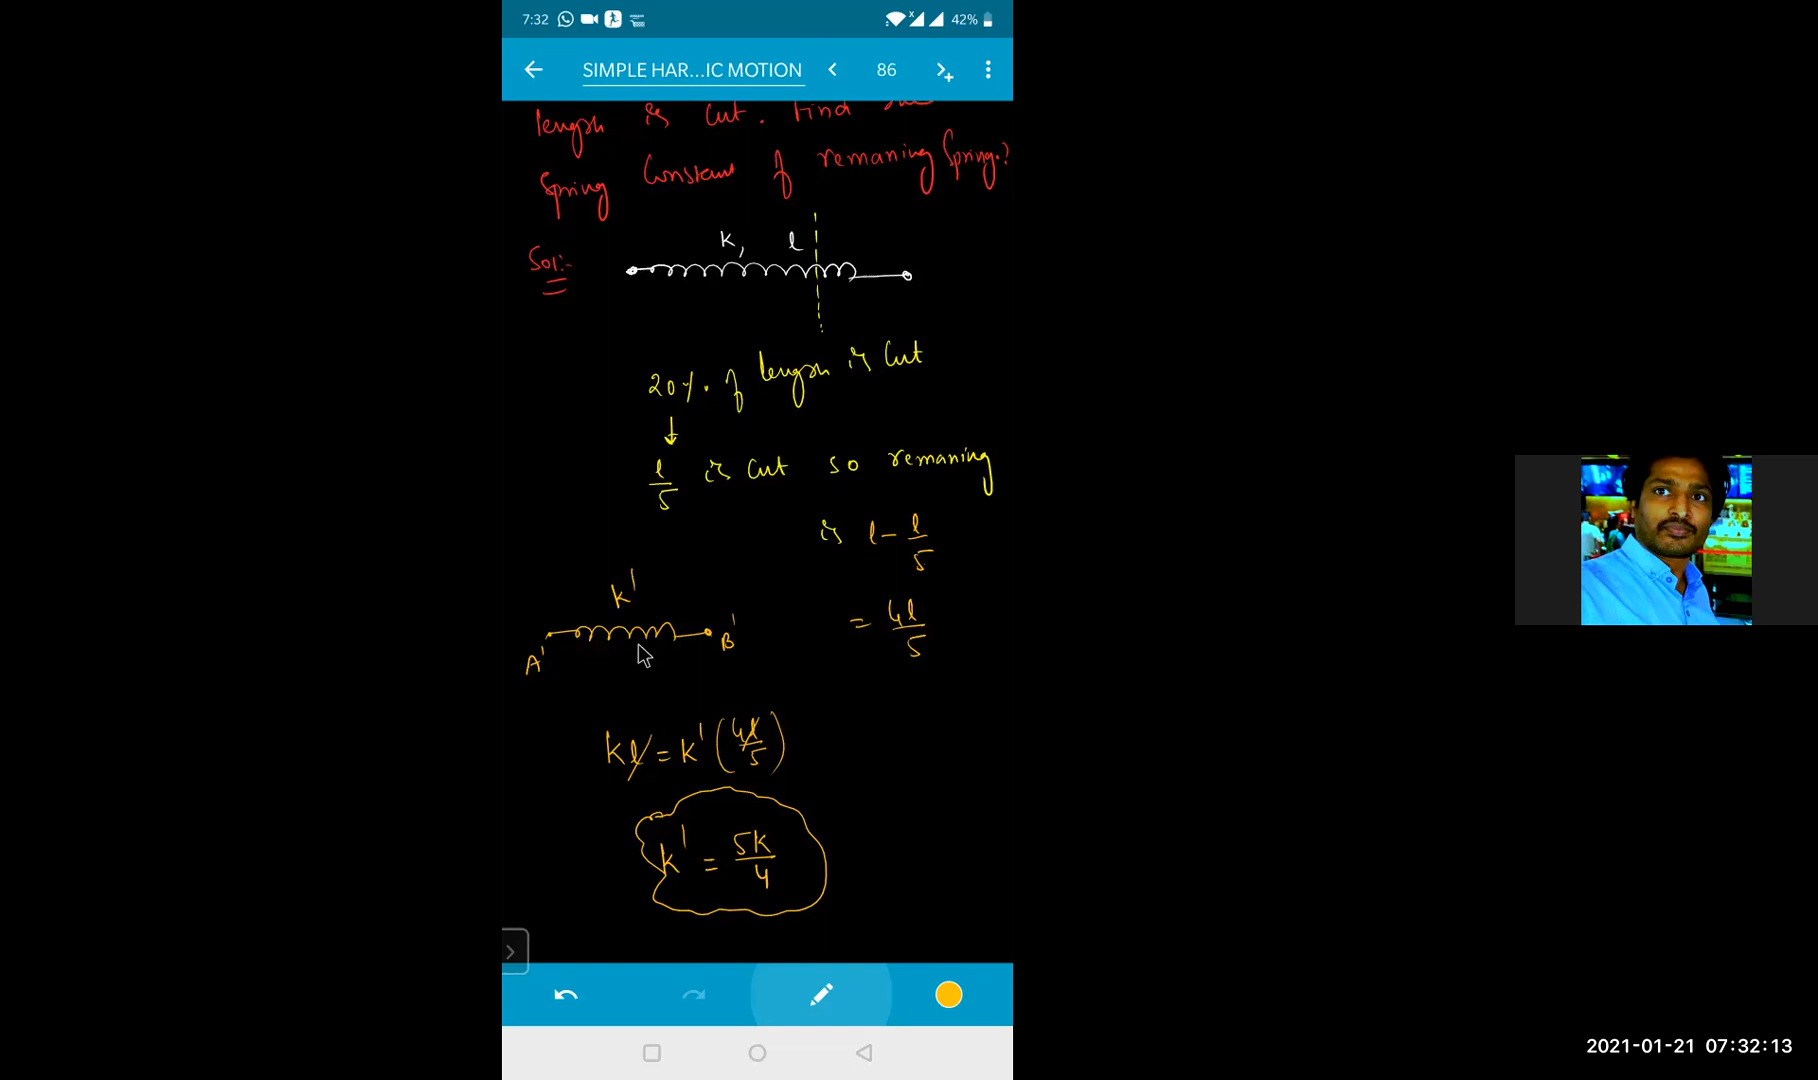 7:32
42%
SIMPLE HAR...IC MOTION
86
length is cut. Find
Spring Constant of remaning Spring.?
Sol:-
K, l
20%. of length is cut
l/5 is cut so remaning
is l - l/5
= 4l/5
K'
A' B'
Kl = K' (4l/5)
K' = 5K/4
2021-01-21 07:32:13